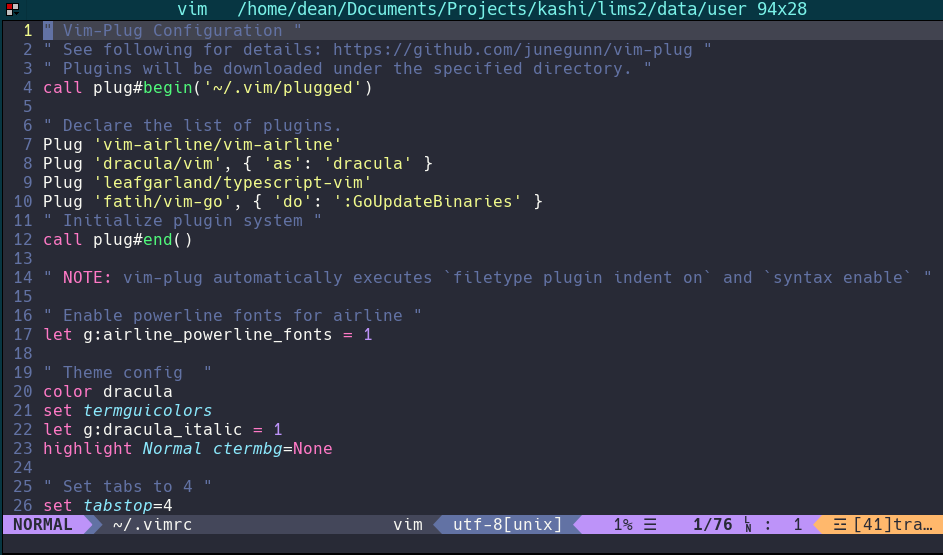 vim /home/dean/Documents/Projects/kashi/lims2/data/user 94x28
1 " Vim-Plug Configuration "
2 " See following for details: https://github.com/junegunn/vim-plug "
3 " Plugins will be downloaded under the specified directory. "
4 call plug#begin('~/.vim/plugged')
5
6 " Declare the list of plugins.
7 Plug 'vim-airline/vim-airline'
8 Plug 'dracula/vim', { 'as': 'dracula' }
9 Plug 'leafgarland/typescript-vim'
10 Plug 'fatih/vim-go', { 'do': ':GoUpdateBinaries' }
11 " Initialize plugin system "
12 call plug#end()
13
14 " NOTE: vim-plug automatically executes `filetype plugin indent on` and `syntax enable` "
15
16 " Enable powerline fonts for airline "
17 let g:airline_powerline_fonts = 1
18
19 " Theme config  "
20 color dracula
21 set termguicolors
22 let g:dracula_italic = 1
23 highlight Normal ctermbg=None
24
25 " Set tabs to 4 "
26 set tabstop=4
NORMAL ~/.vimrc vim utf-8[unix] 1% ☰ 1/76 LN : 1 ☲ [41]tra…